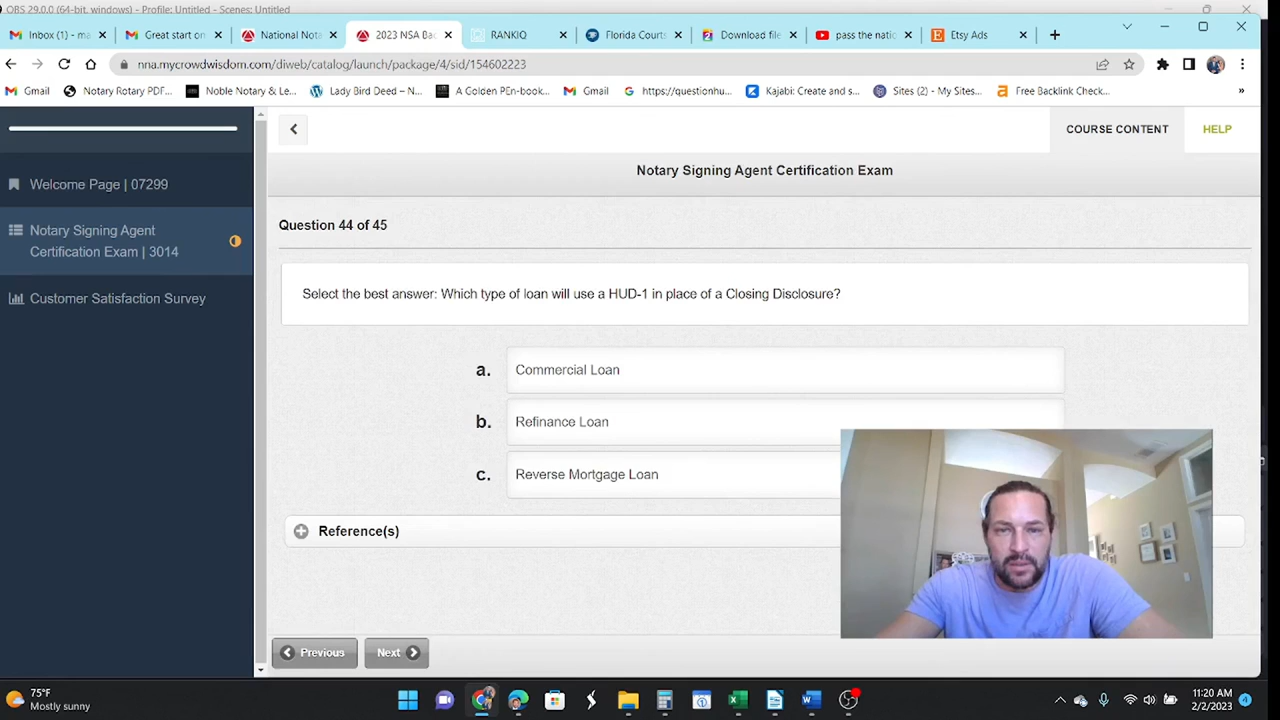 OBS 29.0.0 (64-bit, windows) - Profile: Untitled - Scenes: Untitled
Inbox (1) - ma
Great start on
National Nota
2023 NSA Bac
RANKIQ
Florida Courts
Download file
pass the natio
Etsy Ads
nna.mycrowdwisdom.com/diweb/catalog/launch/package/4/sid/154602223
Gmail
Notary Rotary PDF...
Noble Notary & Le...
Lady Bird Deed – N...
A Golden PEn-book...
Gmail
https://questionhu...
Kajabi: Create and s...
Sites (2) - My Sites...
Free Backlink Check...
COURSE CONTENT
HELP
Welcome Page | 07299
Notary Signing Agent
Certification Exam | 3014
Customer Satisfaction Survey
Notary Signing Agent Certification Exam
Question 44 of 45
Select the best answer: Which type of loan will use a HUD-1 in place of a Closing Disclosure?
a. Commercial Loan
b. Refinance Loan
c. Reverse Mortgage Loan
Reference(s)
Previous
Next
75°F
Mostly sunny
11:20 AM
2/2/2023